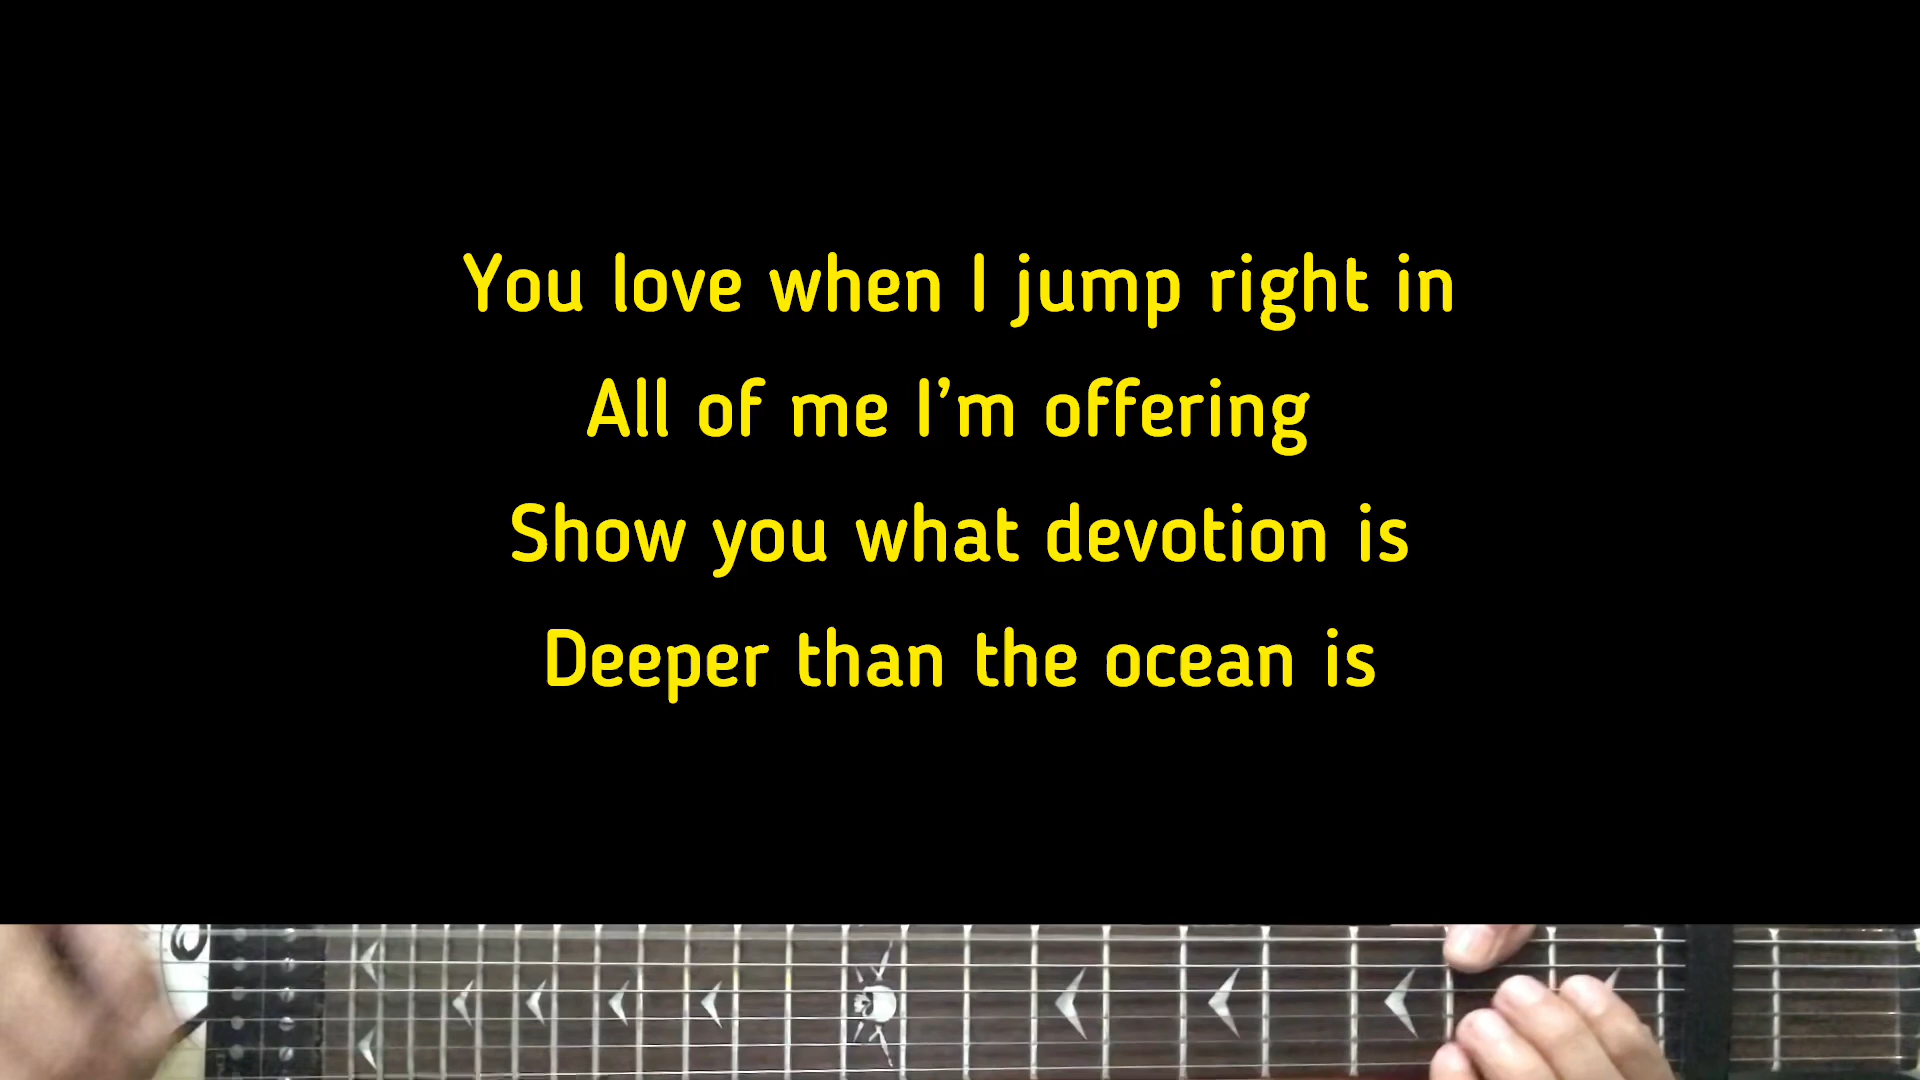 You love when I jump right in
All of me I’m offering
Show you what devotion is
Deeper than the ocean is